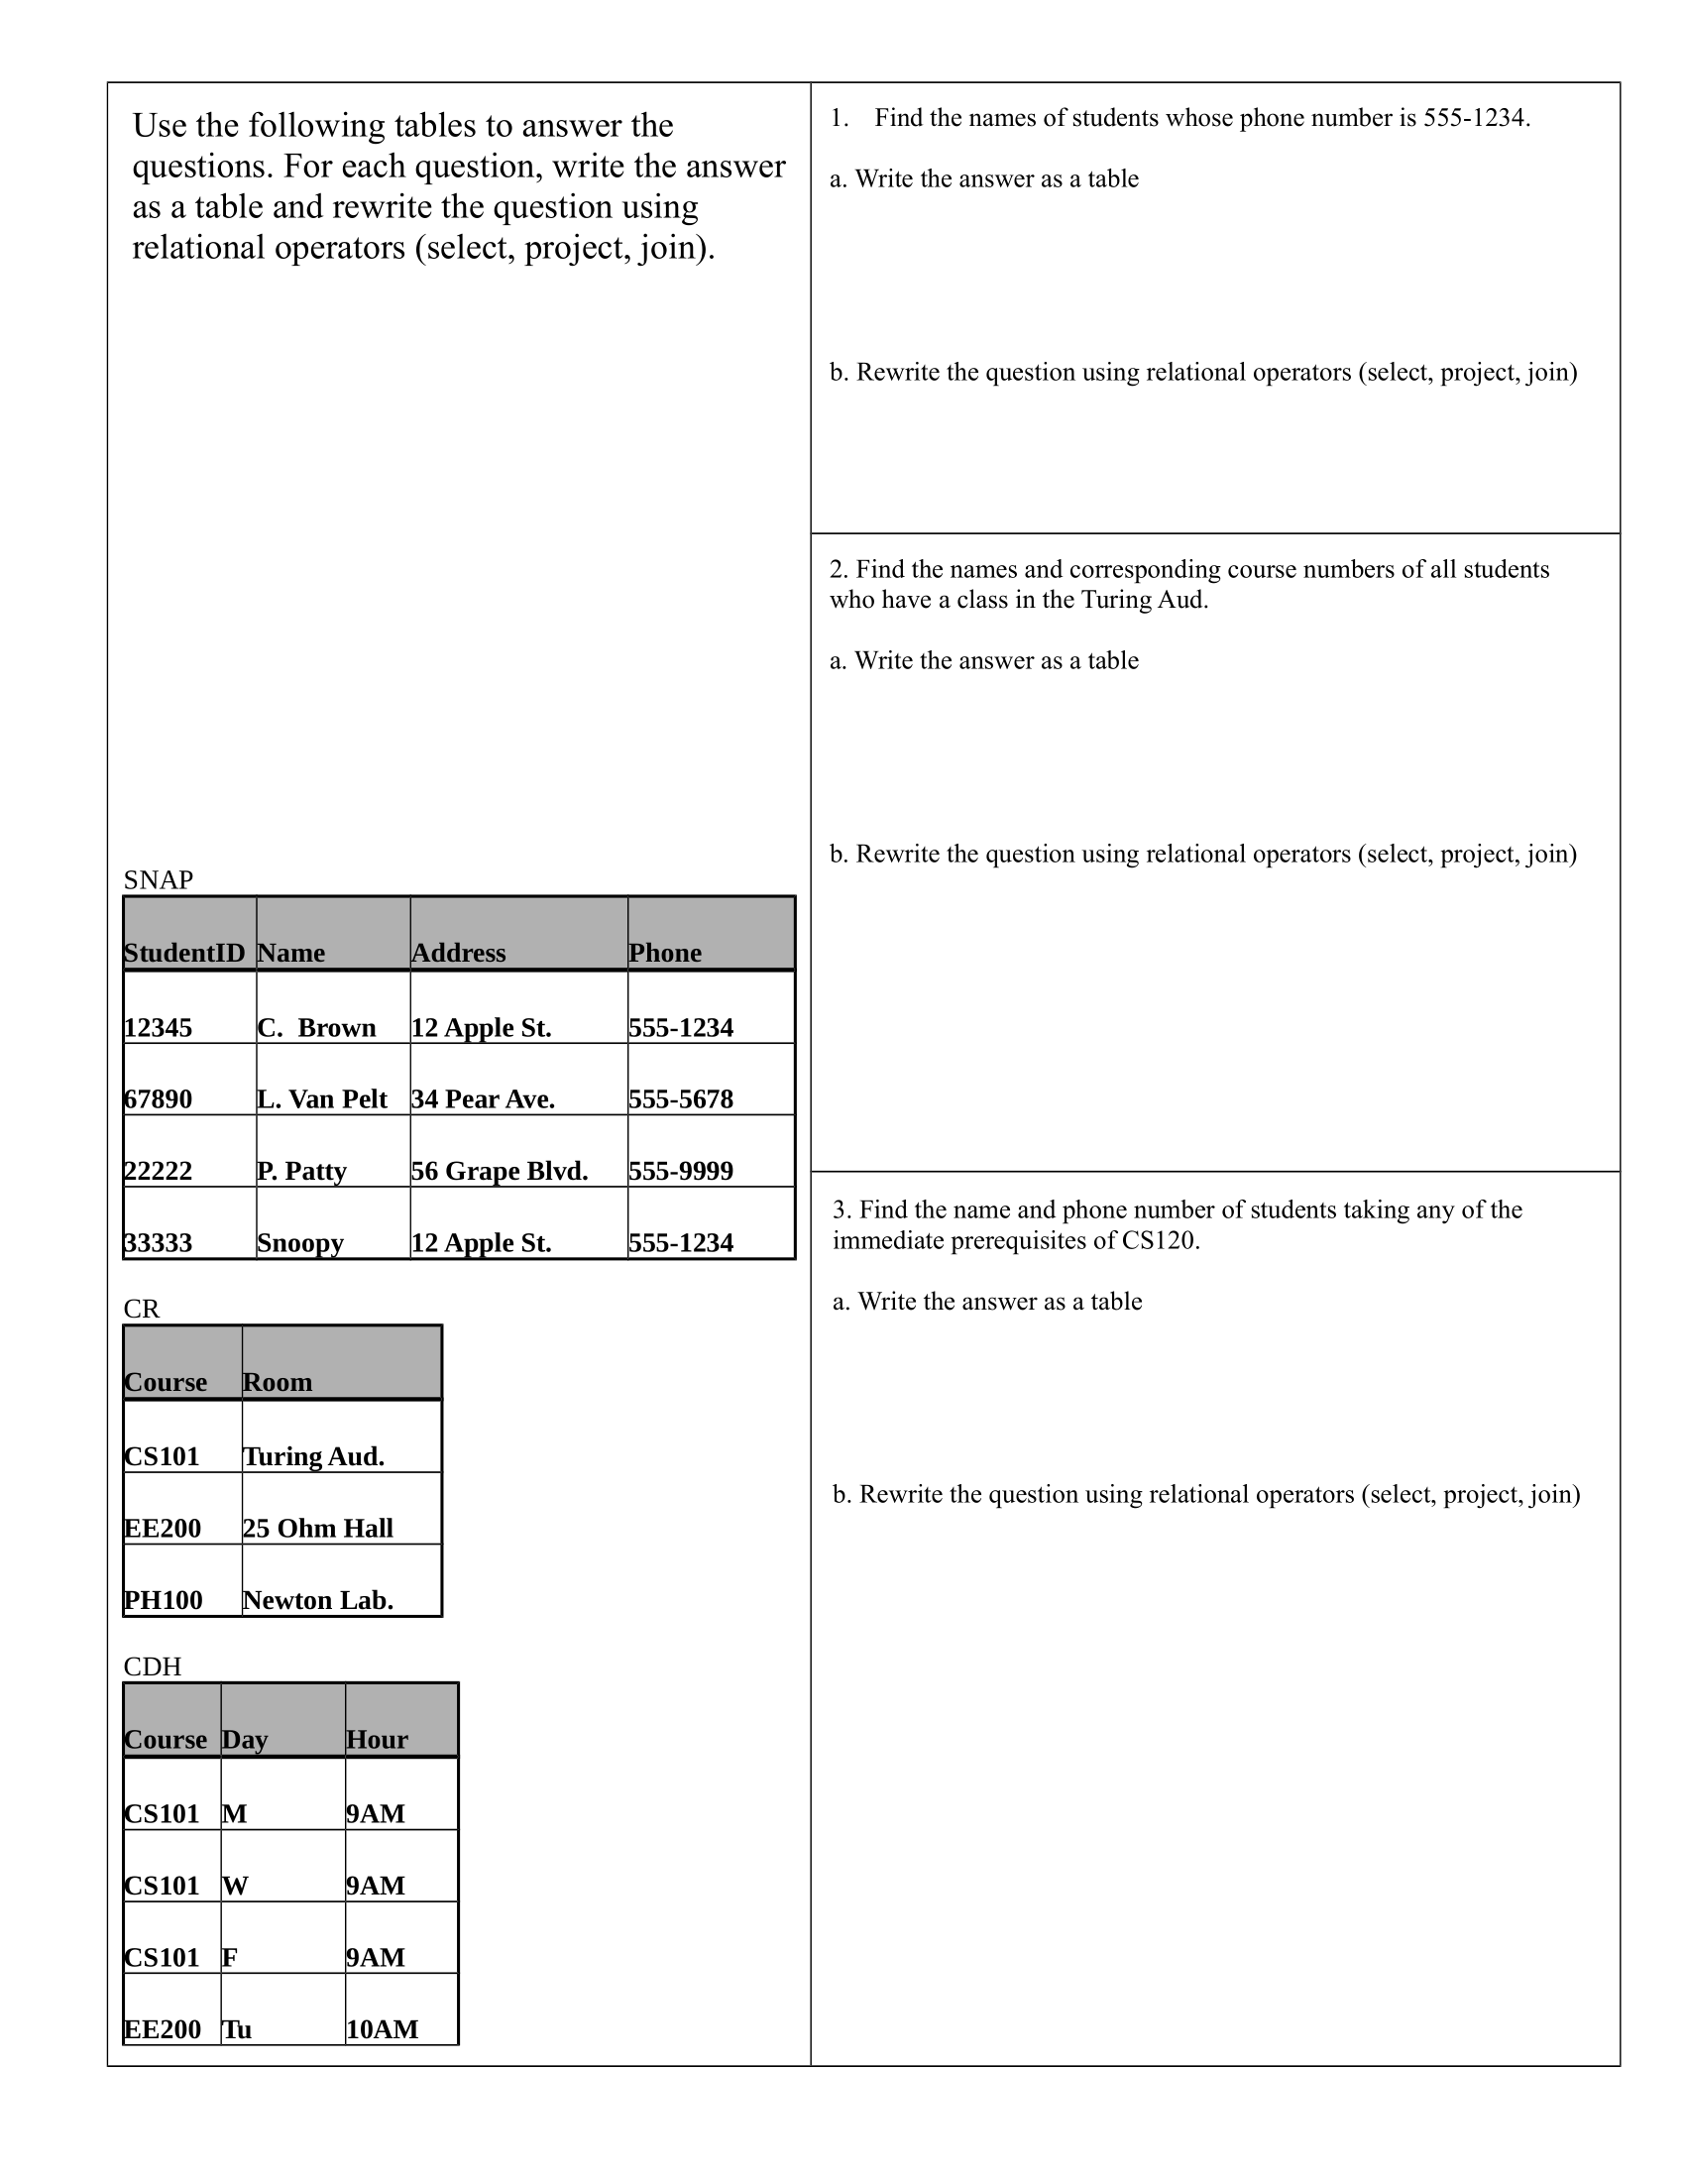 Use the following tables to answer the
questions. For each question, write the answer
as a table and rewrite the question using
relational operators (select, project, join).
SNAP
StudentID Name Address Phone
12345 C.  Brown 12 Apple St. 555-1234
67890 L. Van Pelt 34 Pear Ave. 555-5678
22222 P. Patty 56 Grape Blvd. 555-9999
33333 Snoopy 12 Apple St. 555-1234
CR
Course Room
CS101 Turing Aud.
EE200 25 Ohm Hall
PH100 Newton Lab.
CDH
Course Day Hour
CS101 M 9AM
CS101 W 9AM
CS101 F 9AM
EE200 Tu 10AM
1. Find the names of students whose phone number is 555-1234.
a. Write the answer as a table
b. Rewrite the question using relational operators (select, project, join)
2. Find the names and corresponding course numbers of all students
who have a class in the Turing Aud.
a. Write the answer as a table
b. Rewrite the question using relational operators (select, project, join)
3. Find the name and phone number of students taking any of the
immediate prerequisites of CS120.
a. Write the answer as a table
b. Rewrite the question using relational operators (select, project, join)